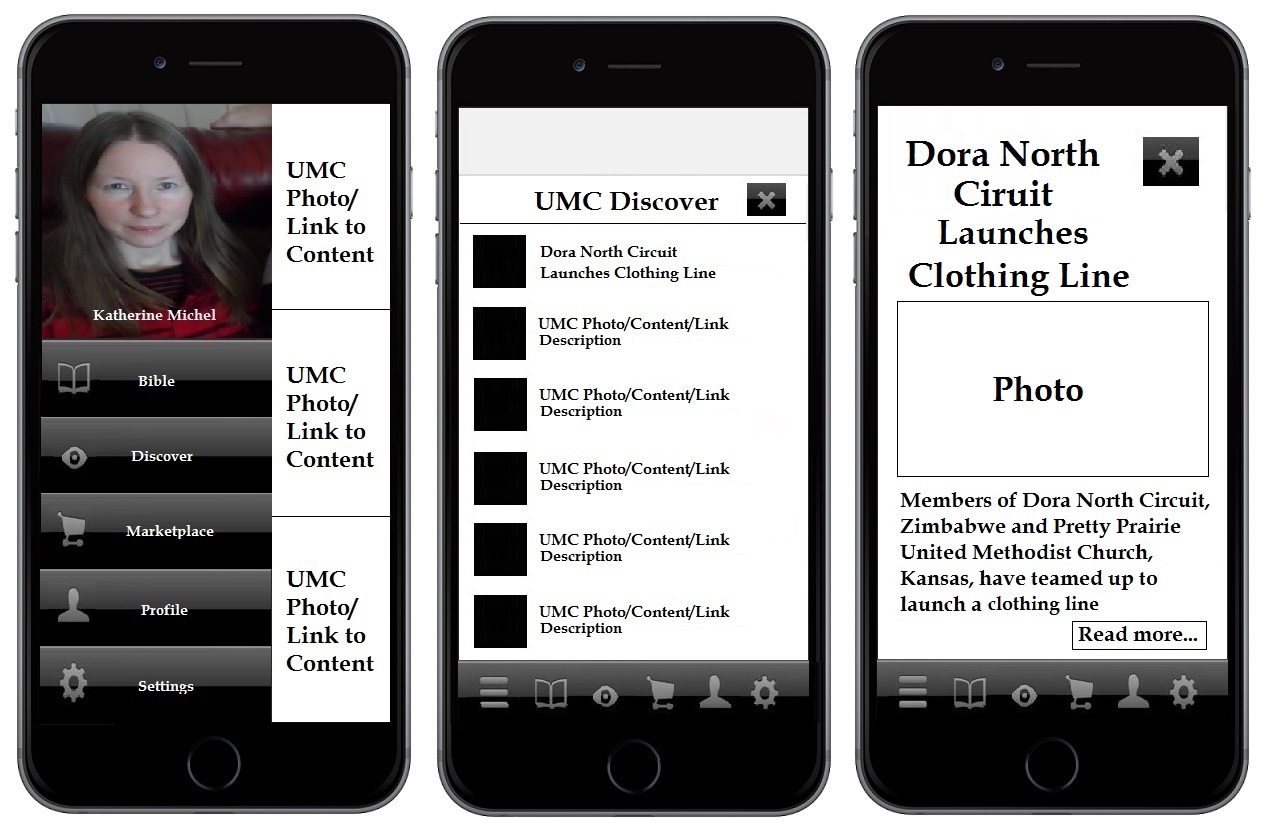 Katherine Michel
Bible
Discover
Marketplace
Profile
Settings
UMC
Photo/
Link to
Content
UMC
Photo/
Link to
Content
UMC
Photo/
Link to
Content
UMC Discover
Dora North Circuit
Launches Clothing Line
UMC Photo/Content/Link
Description
UMC Photo/Content/Link
Description
UMC Photo/Content/Link
Description
UMC Photo/Content/Link
Description
UMC Photo/Content/Link
Description
Dora North
Ciruit
Launches
Clothing Line
Photo
Members of Dora North Circuit,
Zimbabwe and Pretty Prairie
United Methodist Church,
Kansas, have teamed up to
launch a clothing line
Read more...